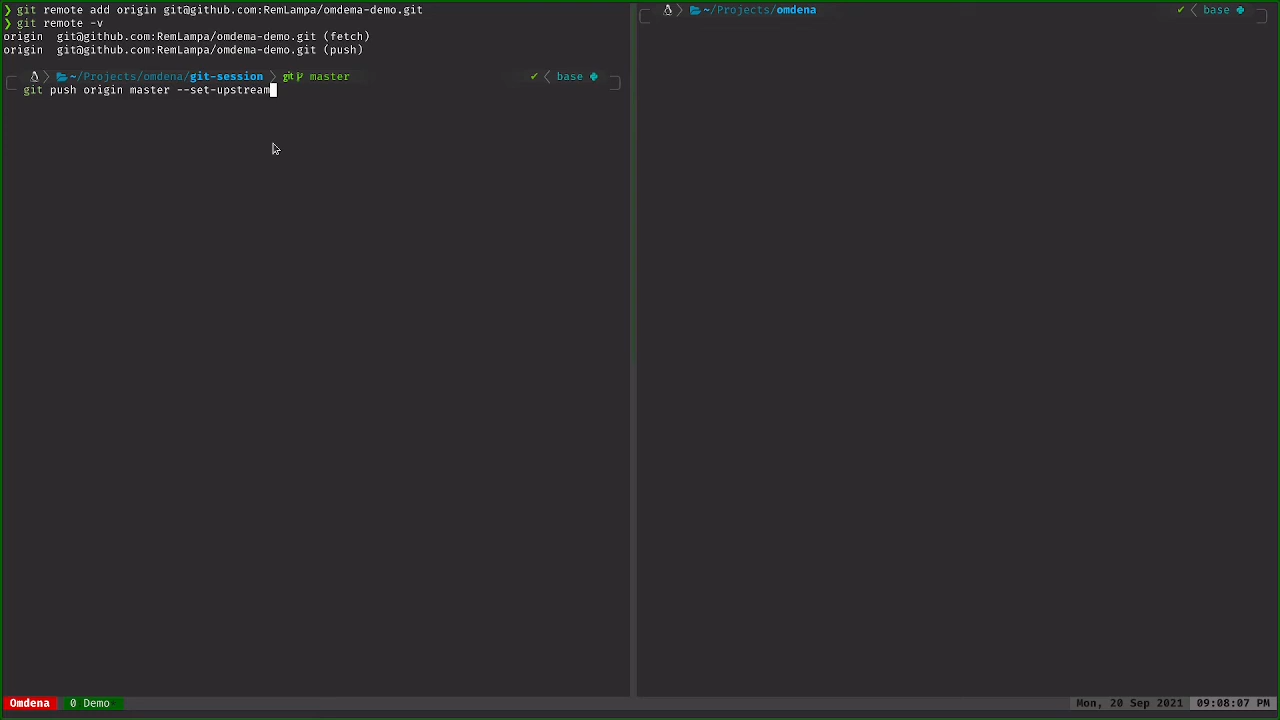 ❯ git remote add origin git@github.com:RemLampa/omdema-demo.git
❯ git remote -v
origin  git@github.com:RemLampa/omdema-demo.git (fetch)
origin  git@github.com:RemLampa/omdema-demo.git (push)
~/Projects/omdena/git-session  git master  ✔  base
git push origin master --set-upstream
~/Projects/omdena  ✔  base
Omdena  0 Demo-  Mon, 20 Sep 2021  09:08:07 PM